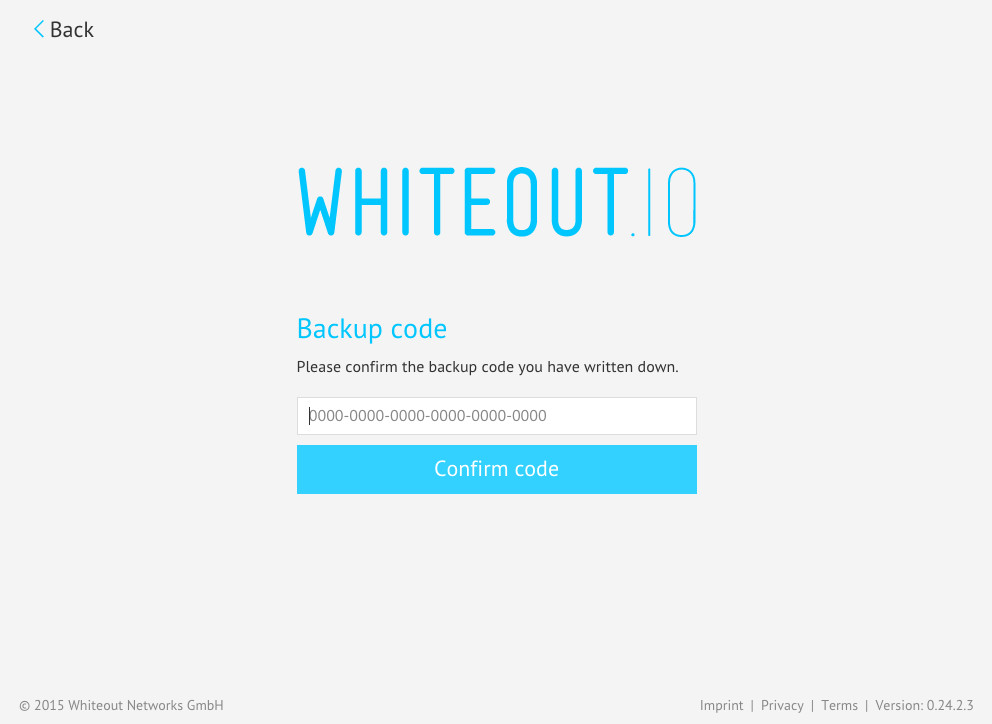 Back
WHITEOUT.IO
Backup code
Please confirm the backup code you have written down.
0000-0000-0000-0000-0000-0000
Confirm code
© 2015 Whiteout Networks GmbH
Imprint | Privacy | Terms | Version: 0.24.2.3